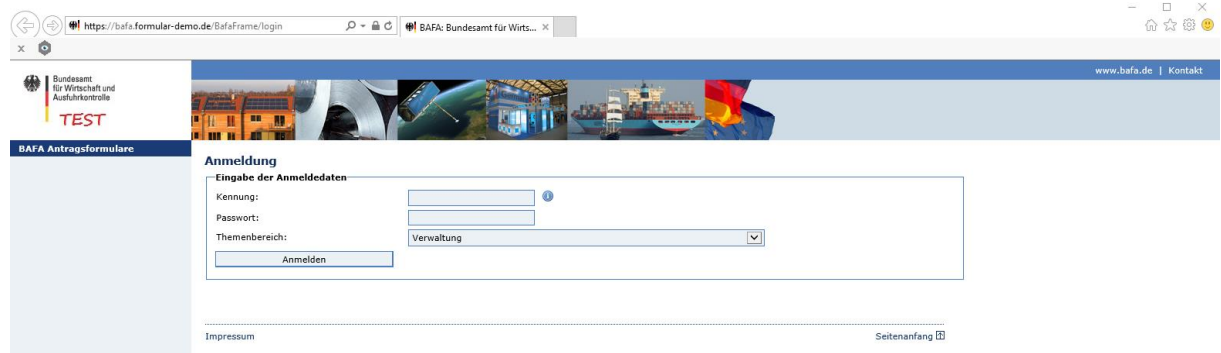 https://bafa.formular-demo.de/BafaFrame/login
BAFA: Bundesamt für Wirts...
x
www.bafa.de | Kontakt
Bundesamt
für Wirtschaft und
Ausfuhrkontrolle
TEST
BAFA Antragsformulare
Anmeldung
Eingabe der Anmeldedaten
Kennung:
Passwort:
Themenbereich: Verwaltung
Anmelden
Impressum Seitenanfang